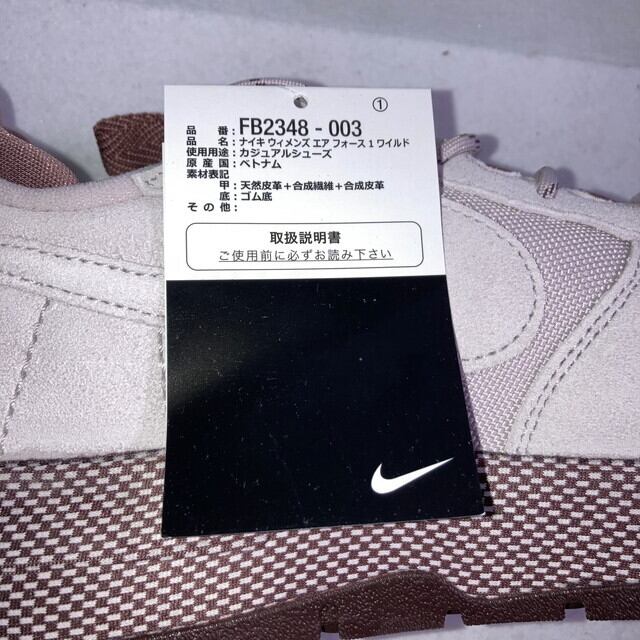 ①
品番：FB2348 - 003
品名：ナイキ ウィメンズ エア フォース 1 ワイルド
使用用途：カジュアルシューズ
原産国：ベトナム
素材表記
甲：天然皮革＋合成繊維＋合成皮革
底：ゴム底
その他：
取扱説明書
ご使用前に必ずお読み下さい